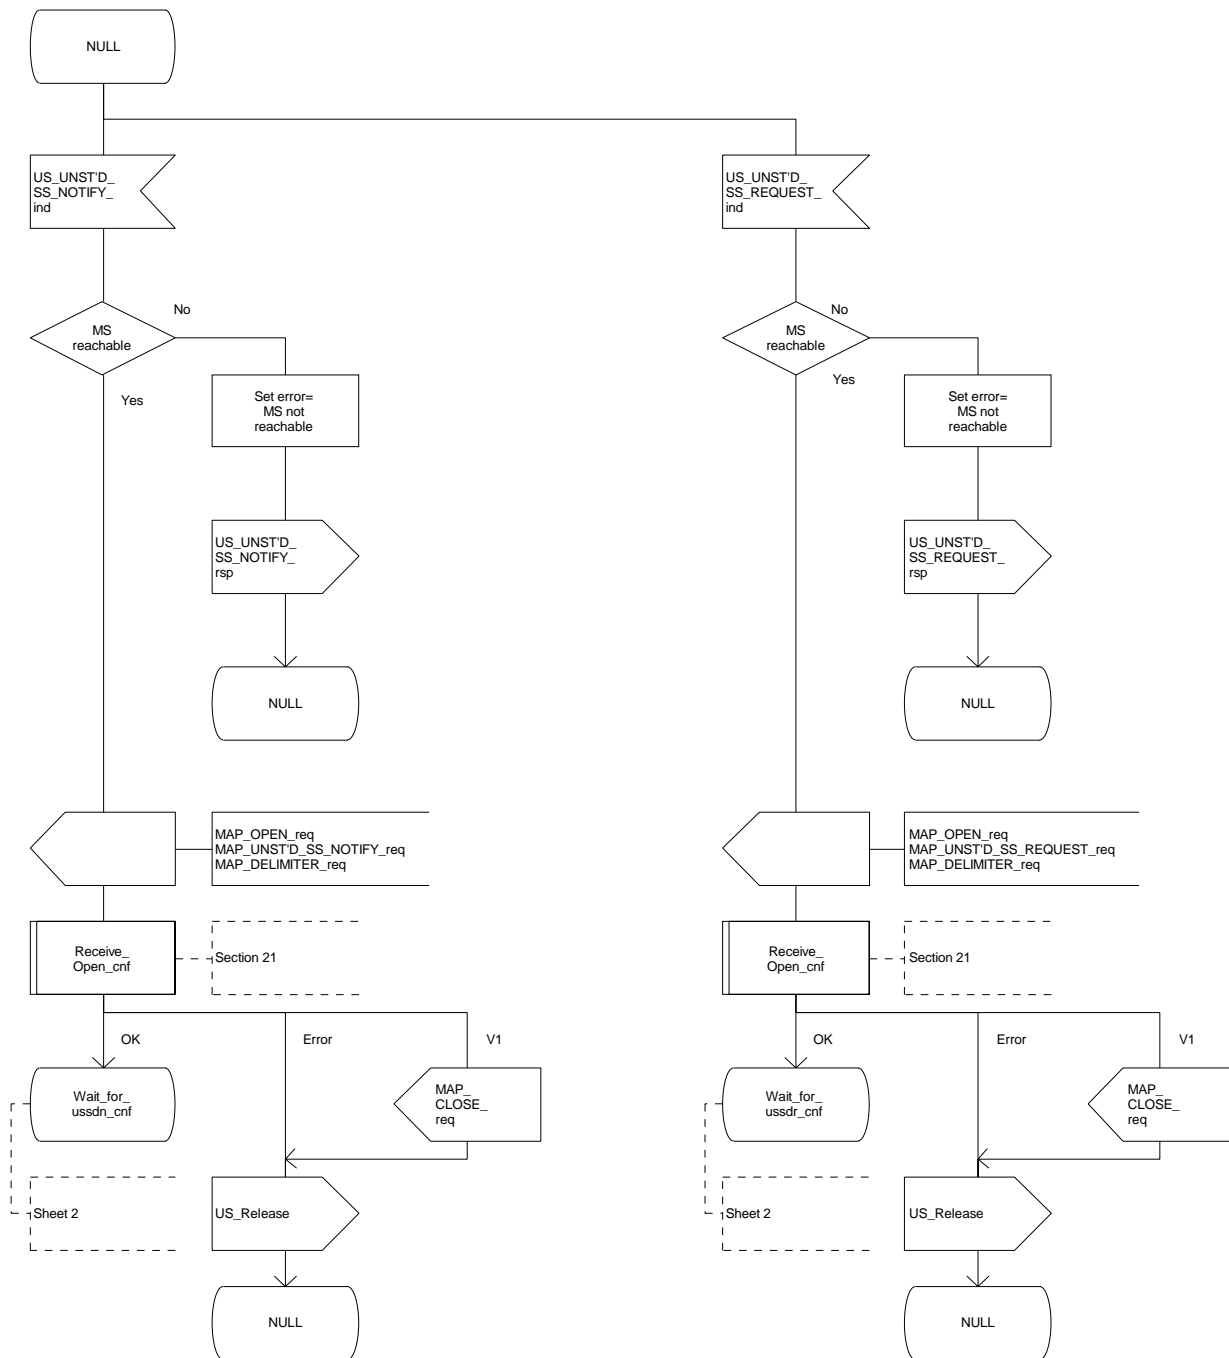 NULL
US_UNST'D_
SS_NOTIFY_
ind
US_UNST'D_
SS_REQUEST_
ind
MS
reachable
No
Yes
MS
reachable
No
Yes
Set error=
MS not
reachable
Set error=
MS not
reachable
US_UNST'D_
SS_NOTIFY_
rsp
US_UNST'D_
SS_REQUEST_
rsp
NULL
NULL
MAP_OPEN_req
MAP_UNST'D_SS_NOTIFY_req
MAP_DELIMITER_req
MAP_OPEN_req
MAP_UNST'D_SS_REQUEST_req
MAP_DELIMITER_req
Receive_
Open_cnf
Section 21
Receive_
Open_cnf
Section 21
OK
Error
V1
OK
Error
V1
Wait_for_
ussdn_cnf
MAP_
CLOSE_
req
Wait_for_
ussdr_cnf
MAP_
CLOSE_
req
Sheet 2
US_Release
Sheet 2
US_Release
NULL
NULL